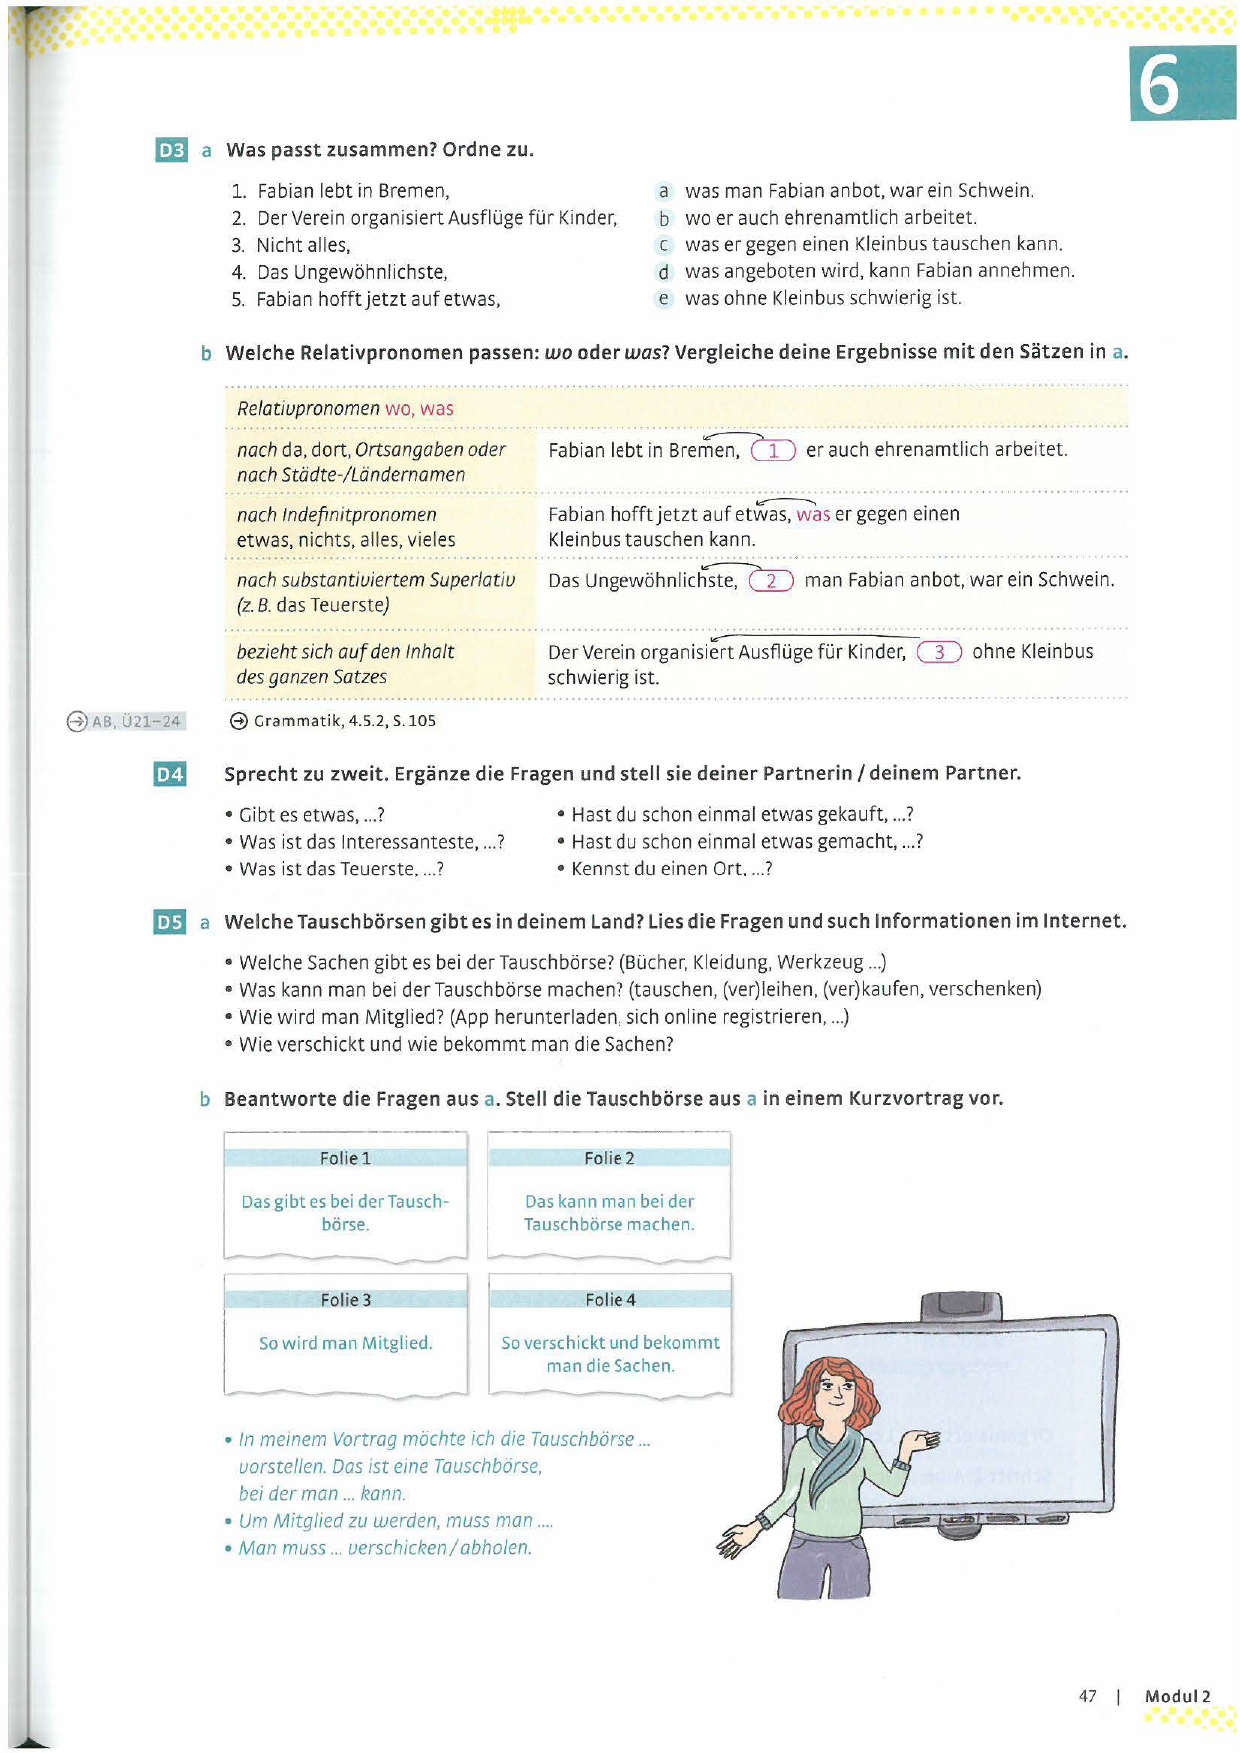 6
D3 a Was passt zusammen? Ordne zu.
1. Fabian lebt in Bremen,
2. Der Verein organisiert Ausflüge für Kinder,
3. Nicht alles,
4. Das Ungewöhnlichste,
5. Fabian hofft jetzt auf etwas,
a was man Fabian anbot, war ein Schwein.
b wo er auch ehrenamtlich arbeitet.
c was er gegen einen Kleinbus tauschen kann.
d was angeboten wird, kann Fabian annehmen.
e was ohne Kleinbus schwierig ist.
b Welche Relativpronomen passen: wo oder was? Vergleiche deine Ergebnisse mit den Sätzen in a.
Relativpronomen wo, was
nach da, dort, Ortsangaben oder
nach Städte-/Ländernamen
Fabian lebt in Bremen, 1 er auch ehrenamtlich arbeitet.
nach Indefinitpronomen
etwas, nichts, alles, vieles
Fabian hofft jetzt auf etwas, was er gegen einen
Kleinbus tauschen kann.
nach substantiviertem Superlativ
(z. B. das Teuerste)
Das Ungewöhnlichste, 2 man Fabian anbot, war ein Schwein.
bezieht sich auf den Inhalt
des ganzen Satzes
Der Verein organisiert Ausflüge für Kinder, 3 ohne Kleinbus
schwierig ist.
AB, Ü21–24
Grammatik, 4.5.2, S. 105
D4 Sprecht zu zweit. Ergänze die Fragen und stell sie deiner Partnerin / deinem Partner.
• Gibt es etwas, ...?
• Was ist das Interessanteste, ...?
• Was ist das Teuerste, ...?
• Hast du schon einmal etwas gekauft, ...?
• Hast du schon einmal etwas gemacht, ...?
• Kennst du einen Ort, ...?
D5 a Welche Tauschbörsen gibt es in deinem Land? Lies die Fragen und such Informationen im Internet.
• Welche Sachen gibt es bei der Tauschbörse? (Bücher, Kleidung, Werkzeug ...)
• Was kann man bei der Tauschbörse machen? (tauschen, (ver)leihen, (ver)kaufen, verschenken)
• Wie wird man Mitglied? (App herunterladen, sich online registrieren, ...)
• Wie verschickt und wie bekommt man die Sachen?
b Beantworte die Fragen aus a. Stell die Tauschbörse aus a in einem Kurzvortrag vor.
Folie 1
Das gibt es bei der Tausch-
börse.
Folie 2
Das kann man bei der
Tauschbörse machen.
Folie 3
So wird man Mitglied.
Folie 4
So verschickt und bekommt
man die Sachen.
• In meinem Vortrag möchte ich die Tauschbörse ...
vorstellen. Das ist eine Tauschbörse,
bei der man ... kann.
• Um Mitglied zu werden, muss man ....
• Man muss ... verschicken / abholen.
47 | Modul 2